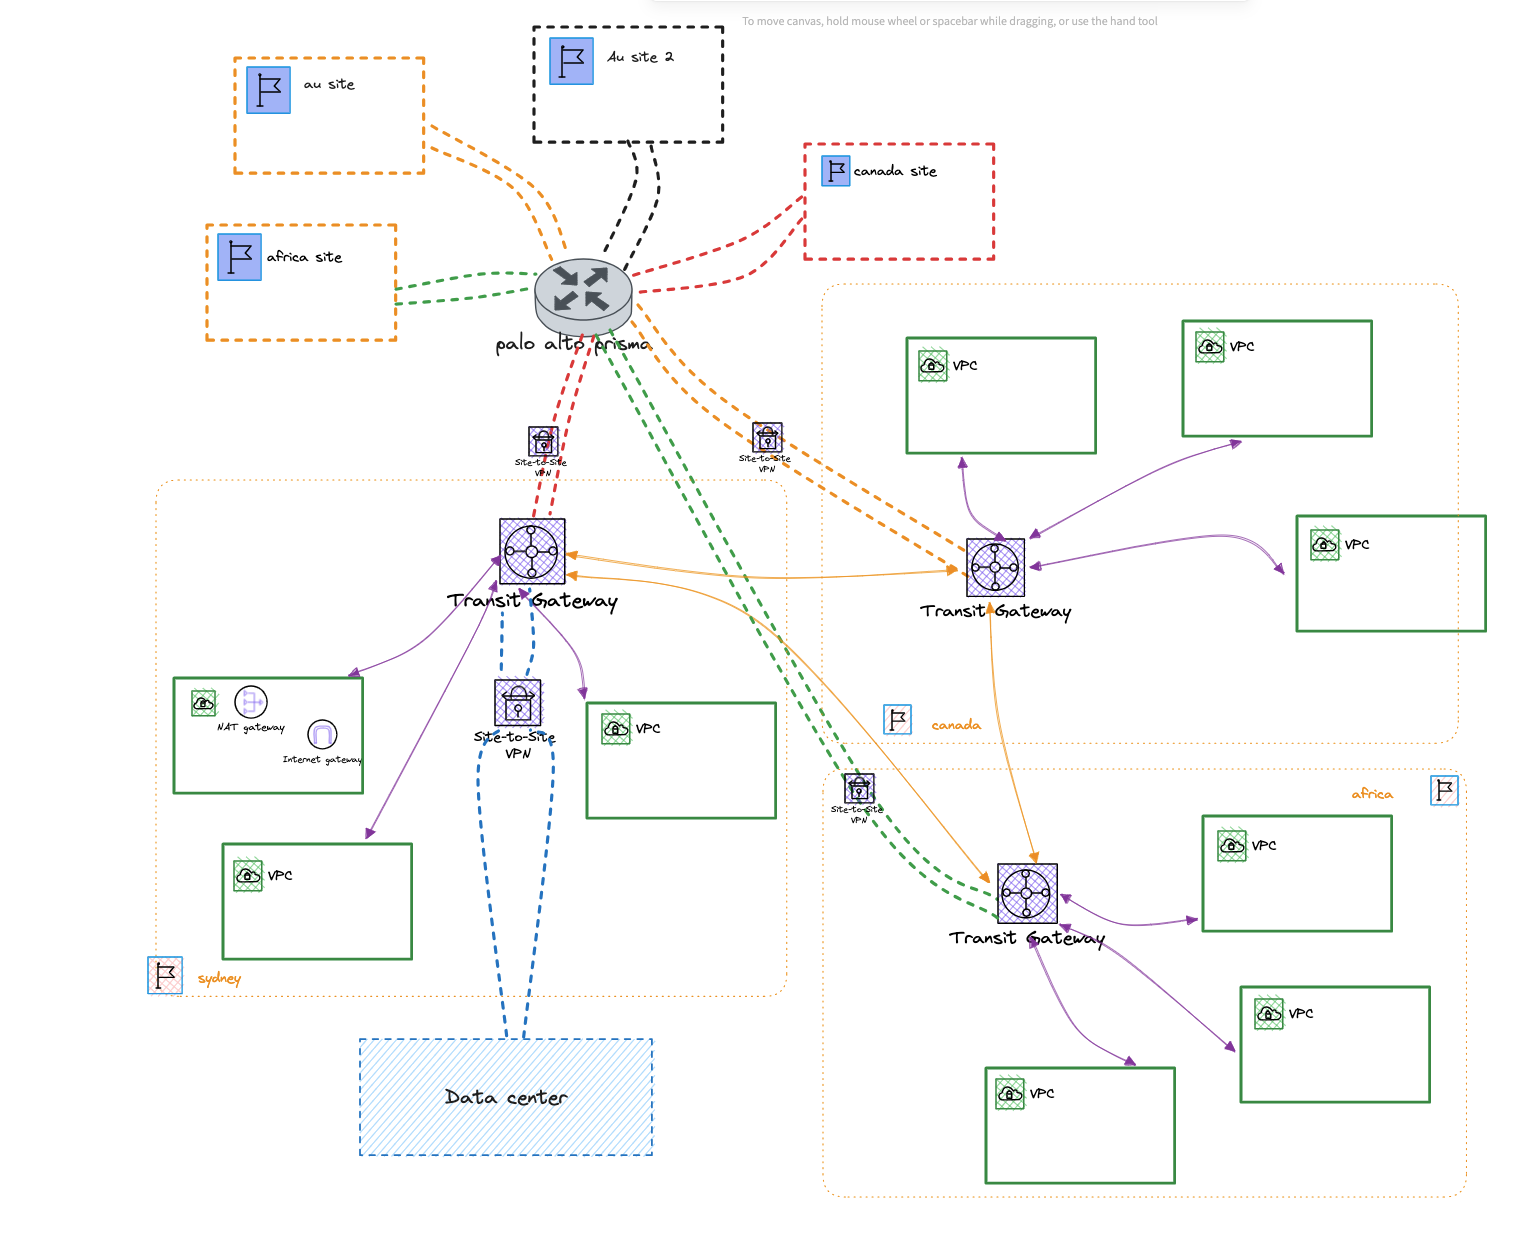 To move canvas, hold mouse wheel or spacebar while dragging, or use the hand tool
Au site 2
au site
canada site
africa site
palo alto prisma
VPC
VPC
Site-to-Site
VPN
Site-to-Site
VPN
VPC
Transit Gateway
Transit Gateway
NAT gateway
Internet gateway
Site-to-Site
VPN
VPC
canada
africa
Site-to-Site
VPN
VPC
VPC
Transit Gateway
sydney
VPC
Data center
VPC